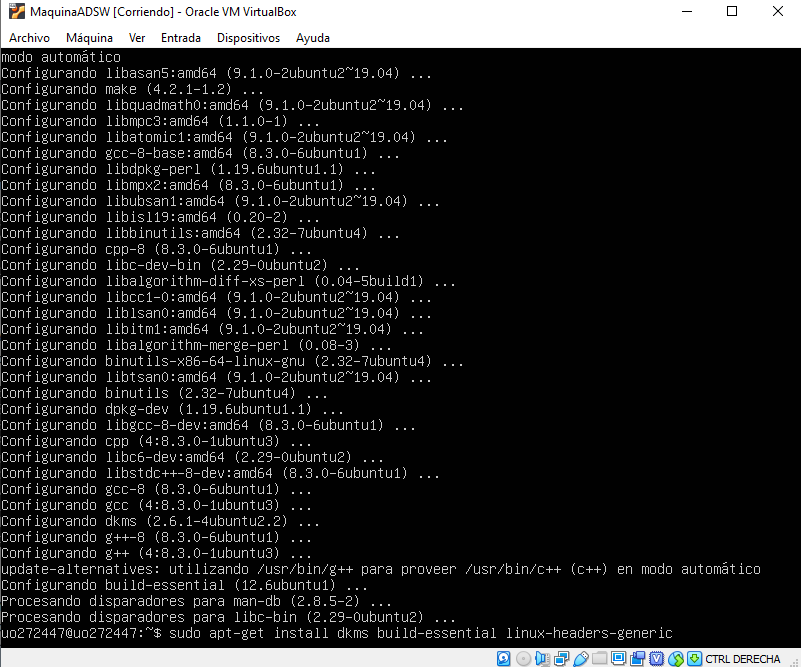 MaquinaADSW [Corriendo] - Oracle VM VirtualBox
Archivo Máquina Ver Entrada Dispositivos Ayuda
modo automático
Configurando libasan5:amd64 (9.1.0-2ubuntu2~19.04) ...
Configurando make (4.2.1-1.2) ...
Configurando libquadmath0:amd64 (9.1.0-2ubuntu2~19.04) ...
Configurando libmpc3:amd64 (1.1.0-1) ...
Configurando libatomic1:amd64 (9.1.0-2ubuntu2~19.04) ...
Configurando gcc-8-base:amd64 (8.3.0-6ubuntu1) ...
Configurando libdpkg-perl (1.19.6ubuntu1.1) ...
Configurando libmpx2:amd64 (8.3.0-6ubuntu1) ...
Configurando libubsan1:amd64 (9.1.0-2ubuntu2~19.04) ...
Configurando libisl19:amd64 (0.20-2) ...
Configurando libbinutils:amd64 (2.32-7ubuntu4) ...
Configurando cpp-8 (8.3.0-6ubuntu1) ...
Configurando libc-dev-bin (2.29-0ubuntu2) ...
Configurando libalgorithm-diff-xs-perl (0.04-5build1) ...
Configurando libcc1-0:amd64 (9.1.0-2ubuntu2~19.04) ...
Configurando liblsan0:amd64 (9.1.0-2ubuntu2~19.04) ...
Configurando libitm1:amd64 (9.1.0-2ubuntu2~19.04) ...
Configurando libalgorithm-merge-perl (0.08-3) ...
Configurando binutils-x86-64-linux-gnu (2.32-7ubuntu4) ...
Configurando libtsan0:amd64 (9.1.0-2ubuntu2~19.04) ...
Configurando binutils (2.32-7ubuntu4) ...
Configurando dpkg-dev (1.19.6ubuntu1.1) ...
Configurando libgcc-8-dev:amd64 (8.3.0-6ubuntu1) ...
Configurando cpp (4:8.3.0-1ubuntu3) ...
Configurando libc6-dev:amd64 (2.29-0ubuntu2) ...
Configurando libstdc++-8-dev:amd64 (8.3.0-6ubuntu1) ...
Configurando gcc-8 (8.3.0-6ubuntu1) ...
Configurando gcc (4:8.3.0-1ubuntu3) ...
Configurando dkms (2.6.1-4ubuntu2.2) ...
Configurando g++-8 (8.3.0-6ubuntu1) ...
Configurando g++ (4:8.3.0-1ubuntu3) ...
update-alternatives: utilizando /usr/bin/g++ para proveer /usr/bin/c++ (c++) en modo automático
Configurando build-essential (12.6ubuntu1) ...
Procesando disparadores para man-db (2.8.5-2) ...
Procesando disparadores para libc-bin (2.29-0ubuntu2) ...
uo272447@uo272447:~$ sudo apt-get install dkms build-essential linux-headers-generic
CTRL DERECHA